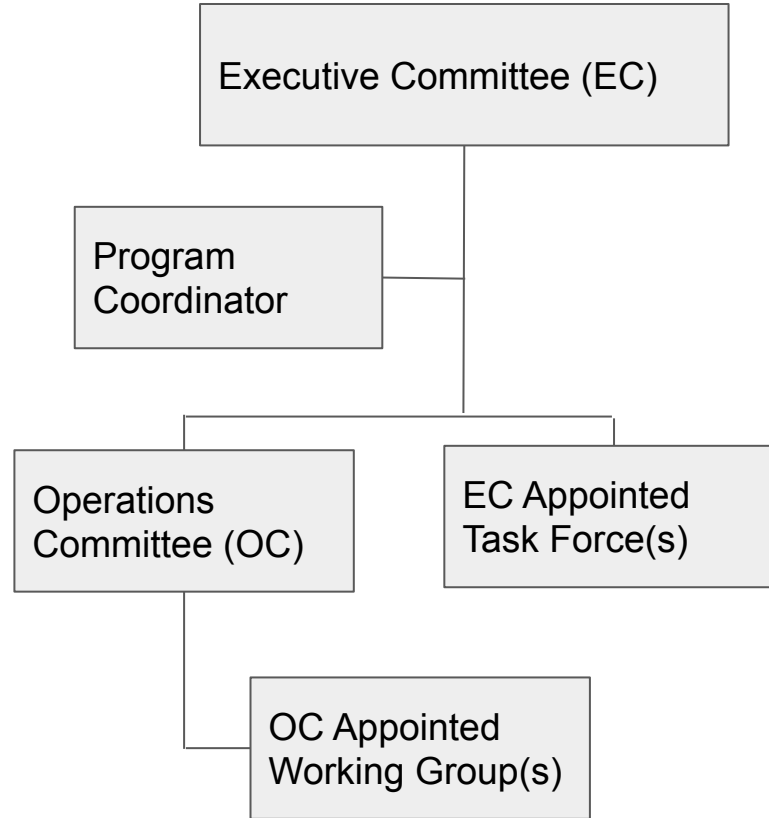 Executive Committee (EC)
Program
Coordinator
Operations
Committee (OC)
EC Appointed
Task Force(s)
OC Appointed
Working Group(s)